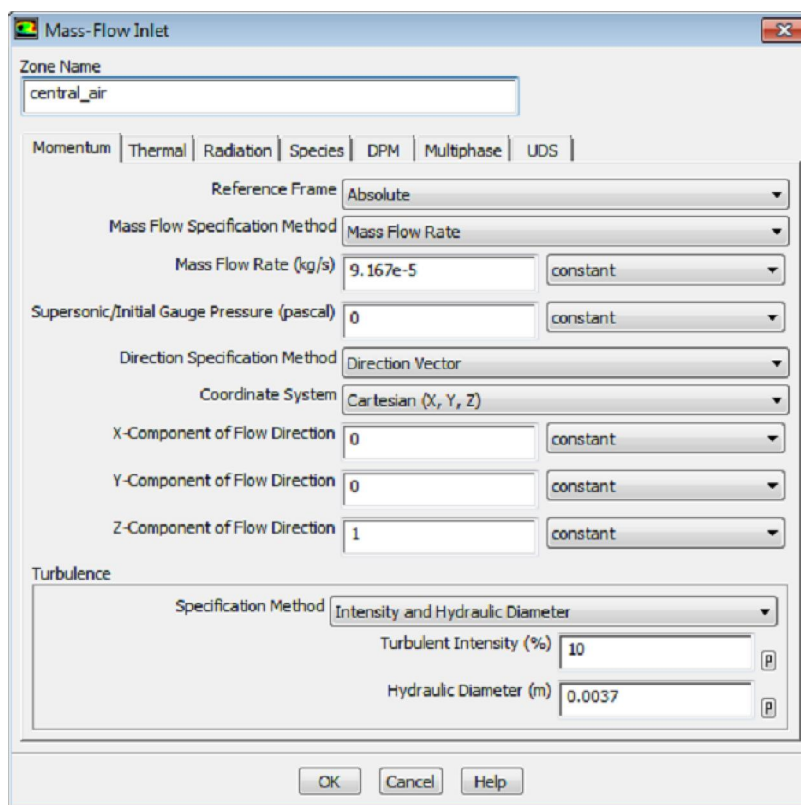 Mass-Flow Inlet
Zone Name
central_air
Momentum Thermal Radiation Species DPM Multiphase UDS
Reference Frame Absolute
Mass Flow Specification Method Mass Flow Rate
Mass Flow Rate (kg/s) 9.167e-5 constant
Supersonic/Initial Gauge Pressure (pascal) 0 constant
Direction Specification Method Direction Vector
Coordinate System Cartesian (X, Y, Z)
X-Component of Flow Direction 0 constant
Y-Component of Flow Direction 0 constant
Z-Component of Flow Direction 1 constant
Turbulence
Specification Method Intensity and Hydraulic Diameter
Turbulent Intensity (%) 10 P
Hydraulic Diameter (m) 0.0037 P
OK Cancel Help